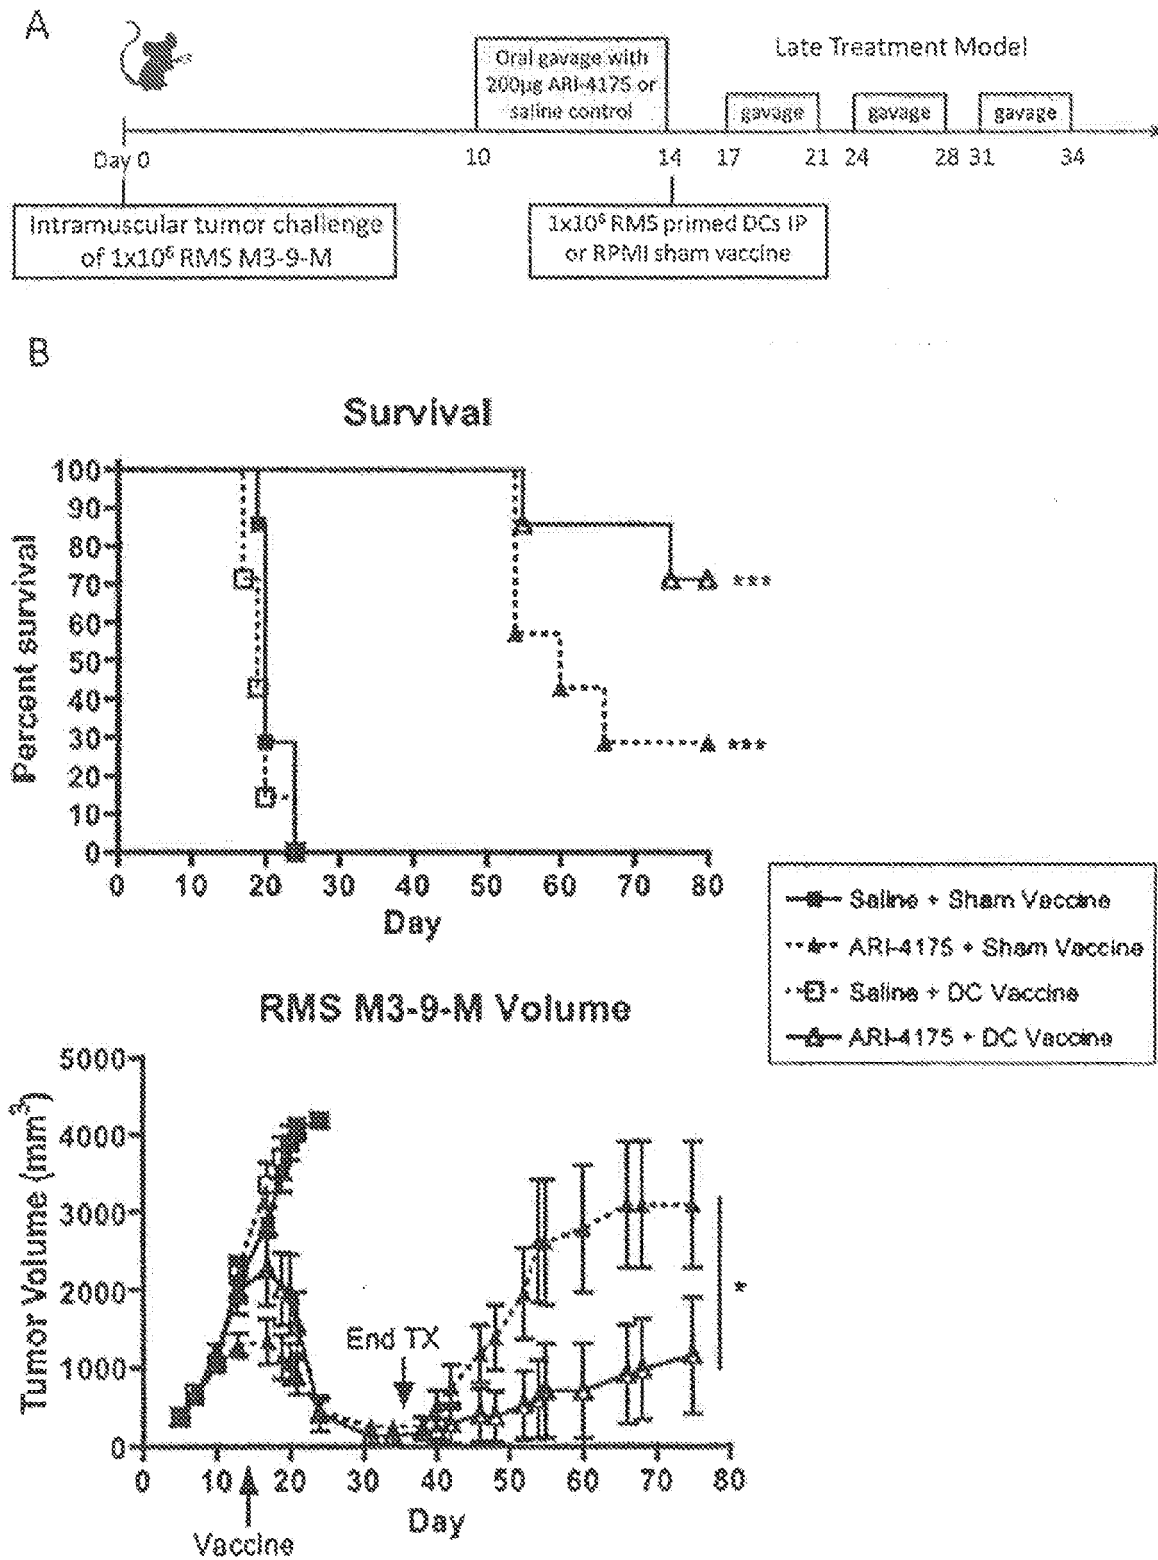 A
Late Treatment Model
Oral gavage with
200µg ARI-4175 or
saline control
gavage
gavage
gavage
Day 0
10
14
17
21
24
28
31
34
Intramuscular tumor challenge
of 1x10⁶ RMS M3-9-M
1x10⁶ RMS primed DCs IP
or RPMI sham vaccine
B
Survival
Percent survival
100
90
80
70
60
50
40
30
20
10
0
***
***
0 10 20 30 40 50 60 70 80
Day
Saline + Sham Vaccine
ARI-4175 + Sham Vaccine
Saline + DC Vaccine
ARI-4175 + DC Vaccine
RMS M3-9-M Volume
Tumor Volume (mm³)
5000
4000
3000
2000
1000
0
End TX
*
0 10 20 30 40 50 60 70 80
Day
Vaccine